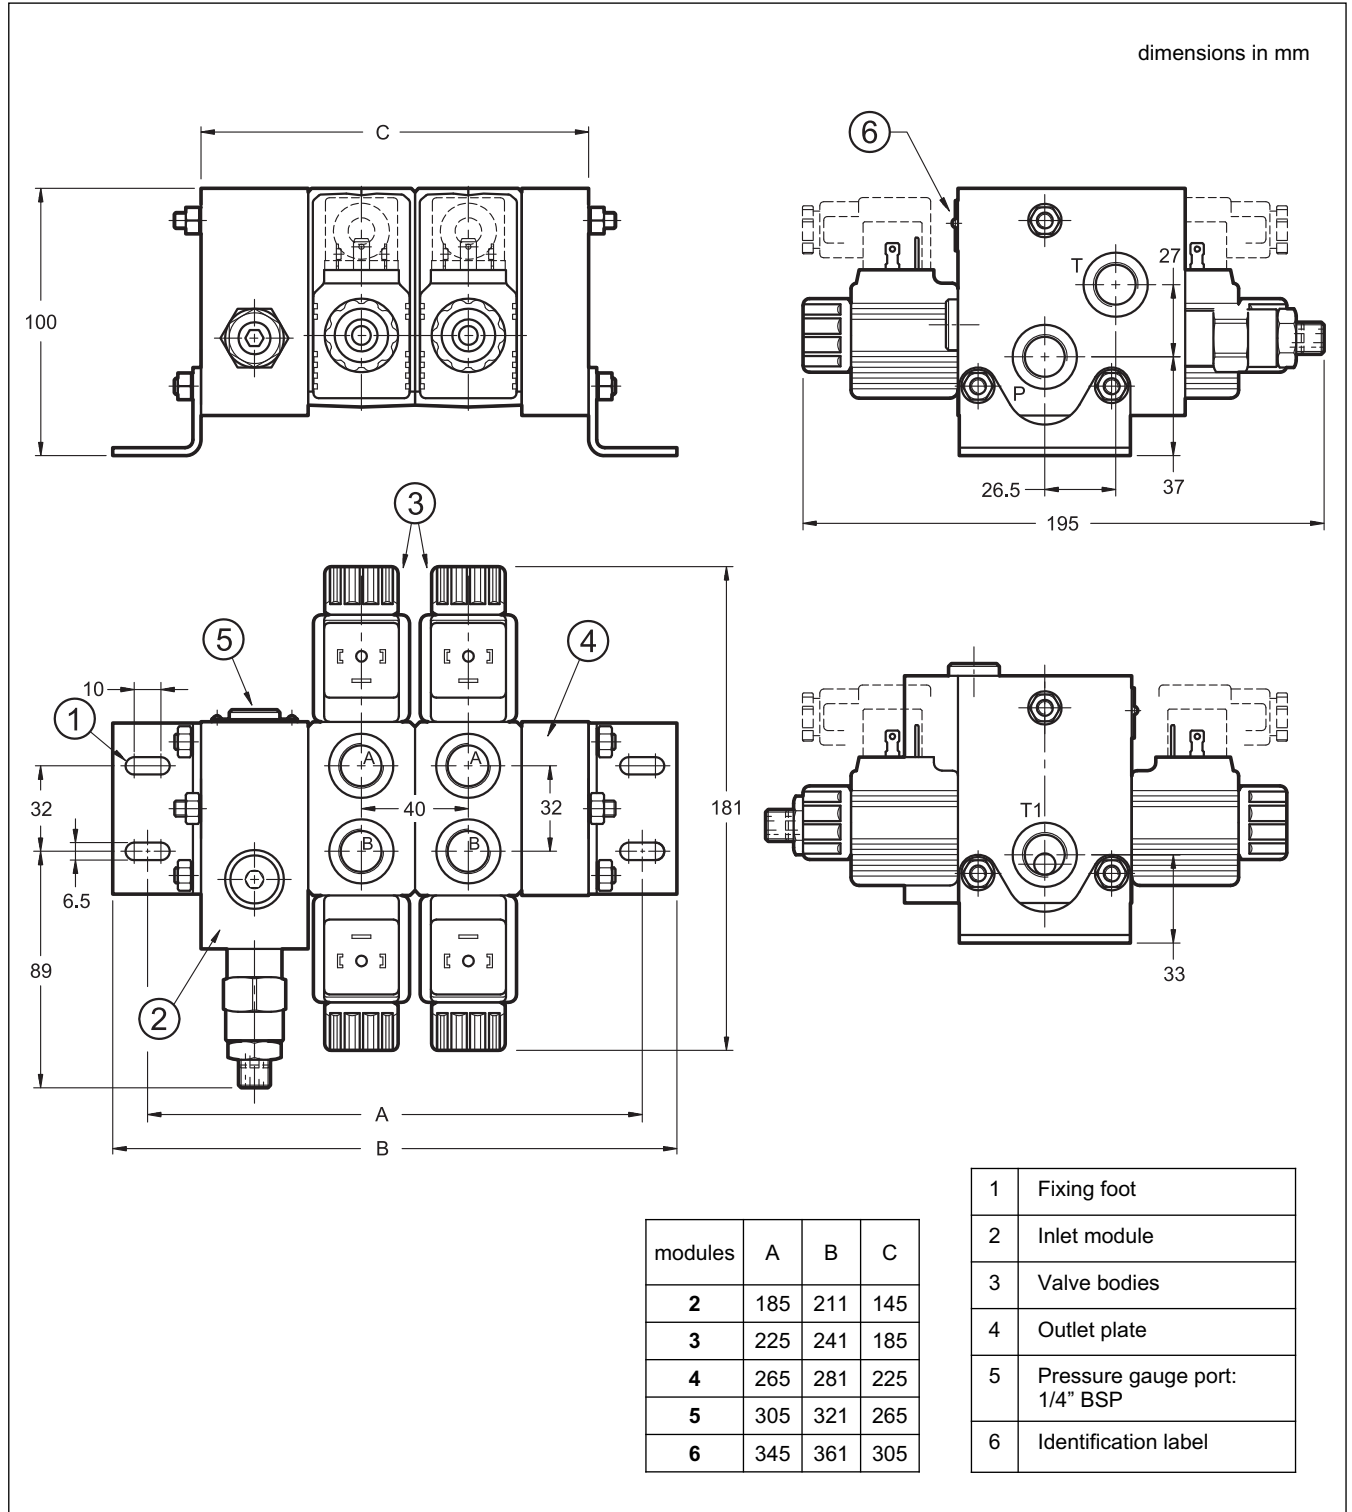 dimensions in mm
C
6
100
T
27
P
26.5
37
195
3
5
4
10
1
A A
32
40
32
181
B B
6.5
89
2
T1
33
A
B
modules A B C
2 185 211 145
3 225 241 185
4 265 281 225
5 305 321 265
6 345 361 305
1 Fixing foot
2 Inlet module
3 Valve bodies
4 Outlet plate
5 Pressure gauge port:
1/4” BSP
6 Identification label